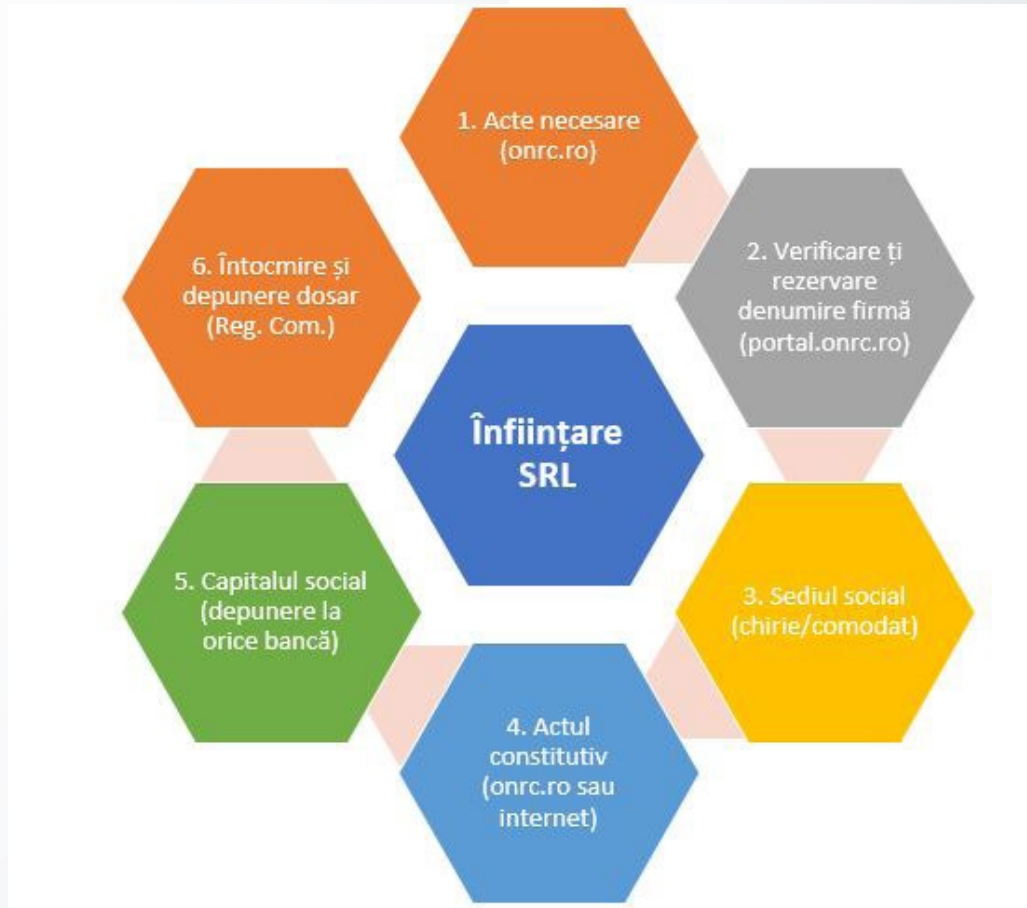 1. Acte necesare
(onrc.ro)
2. Verificare ți
rezervare
denumire firmă
(portal.onrc.ro)
3. Sediul social
(chirie/comodat)
4. Actul
constitutiv
(onrc.ro sau
internet)
5. Capitalul social
(depunere la
orice bancă)
6. Întocmire și
depunere dosar
(Reg. Com.)
Înființare
SRL